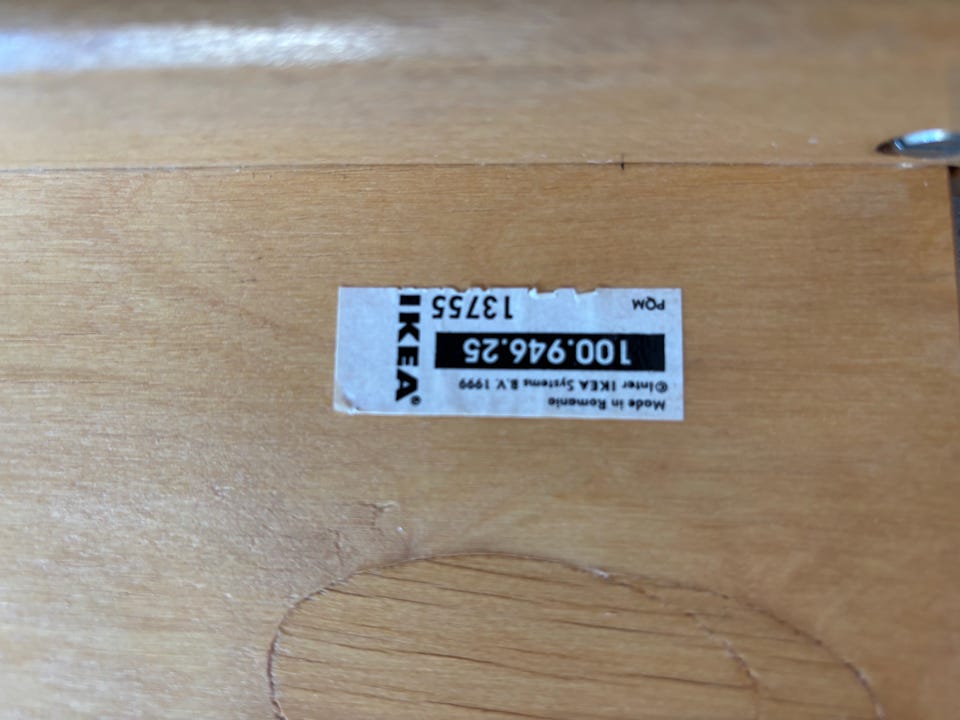 Made in Romania
©Inter IKEA Systems B.V. 1999
100.946.25
13755
PQM
IKEA®